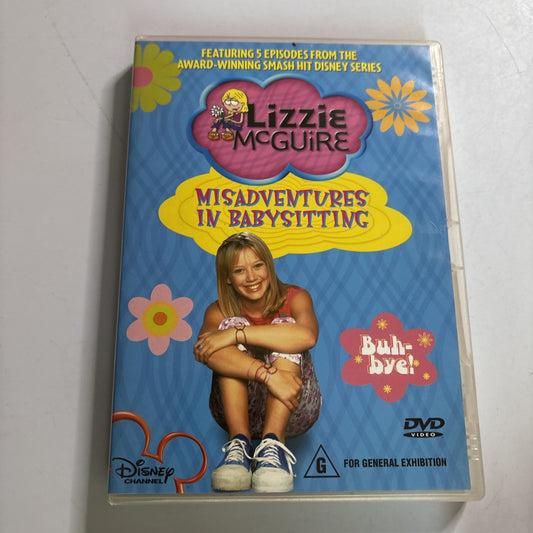 FEATURING 5 EPISODES FROM THE
AWARD-WINNING SMASH HIT DISNEY SERIES
Lizzie
McGUiRE
MISADVENTURES
IN BABYSITTING
Buh-
bye!
DVD
VIDEO
Disney
CHANNEL
G
FOR GENERAL EXHIBITION